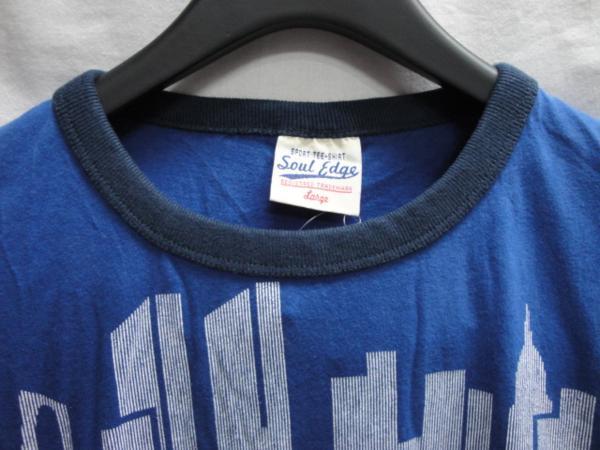 SPORT TEE-SHIRT
Soul Edge
REGISTERED TRADEMARK
Large